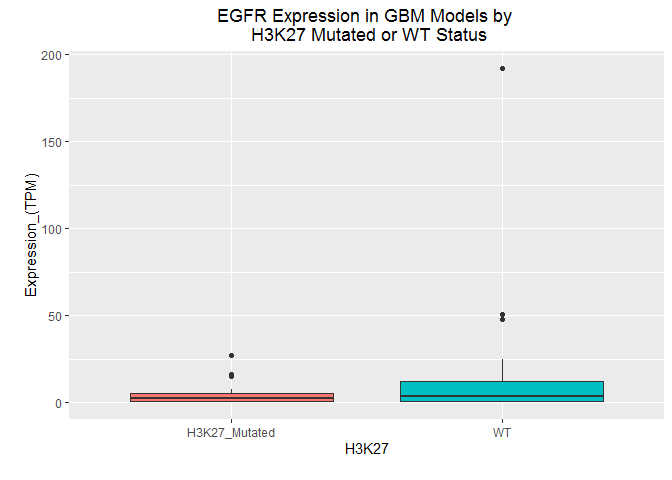 EGFR Expression in GBM Models by
H3K27 Mutated or WT Status
200
150
100
50
0
Expression_(TPM)
H3K27_Mutated
WT
H3K27